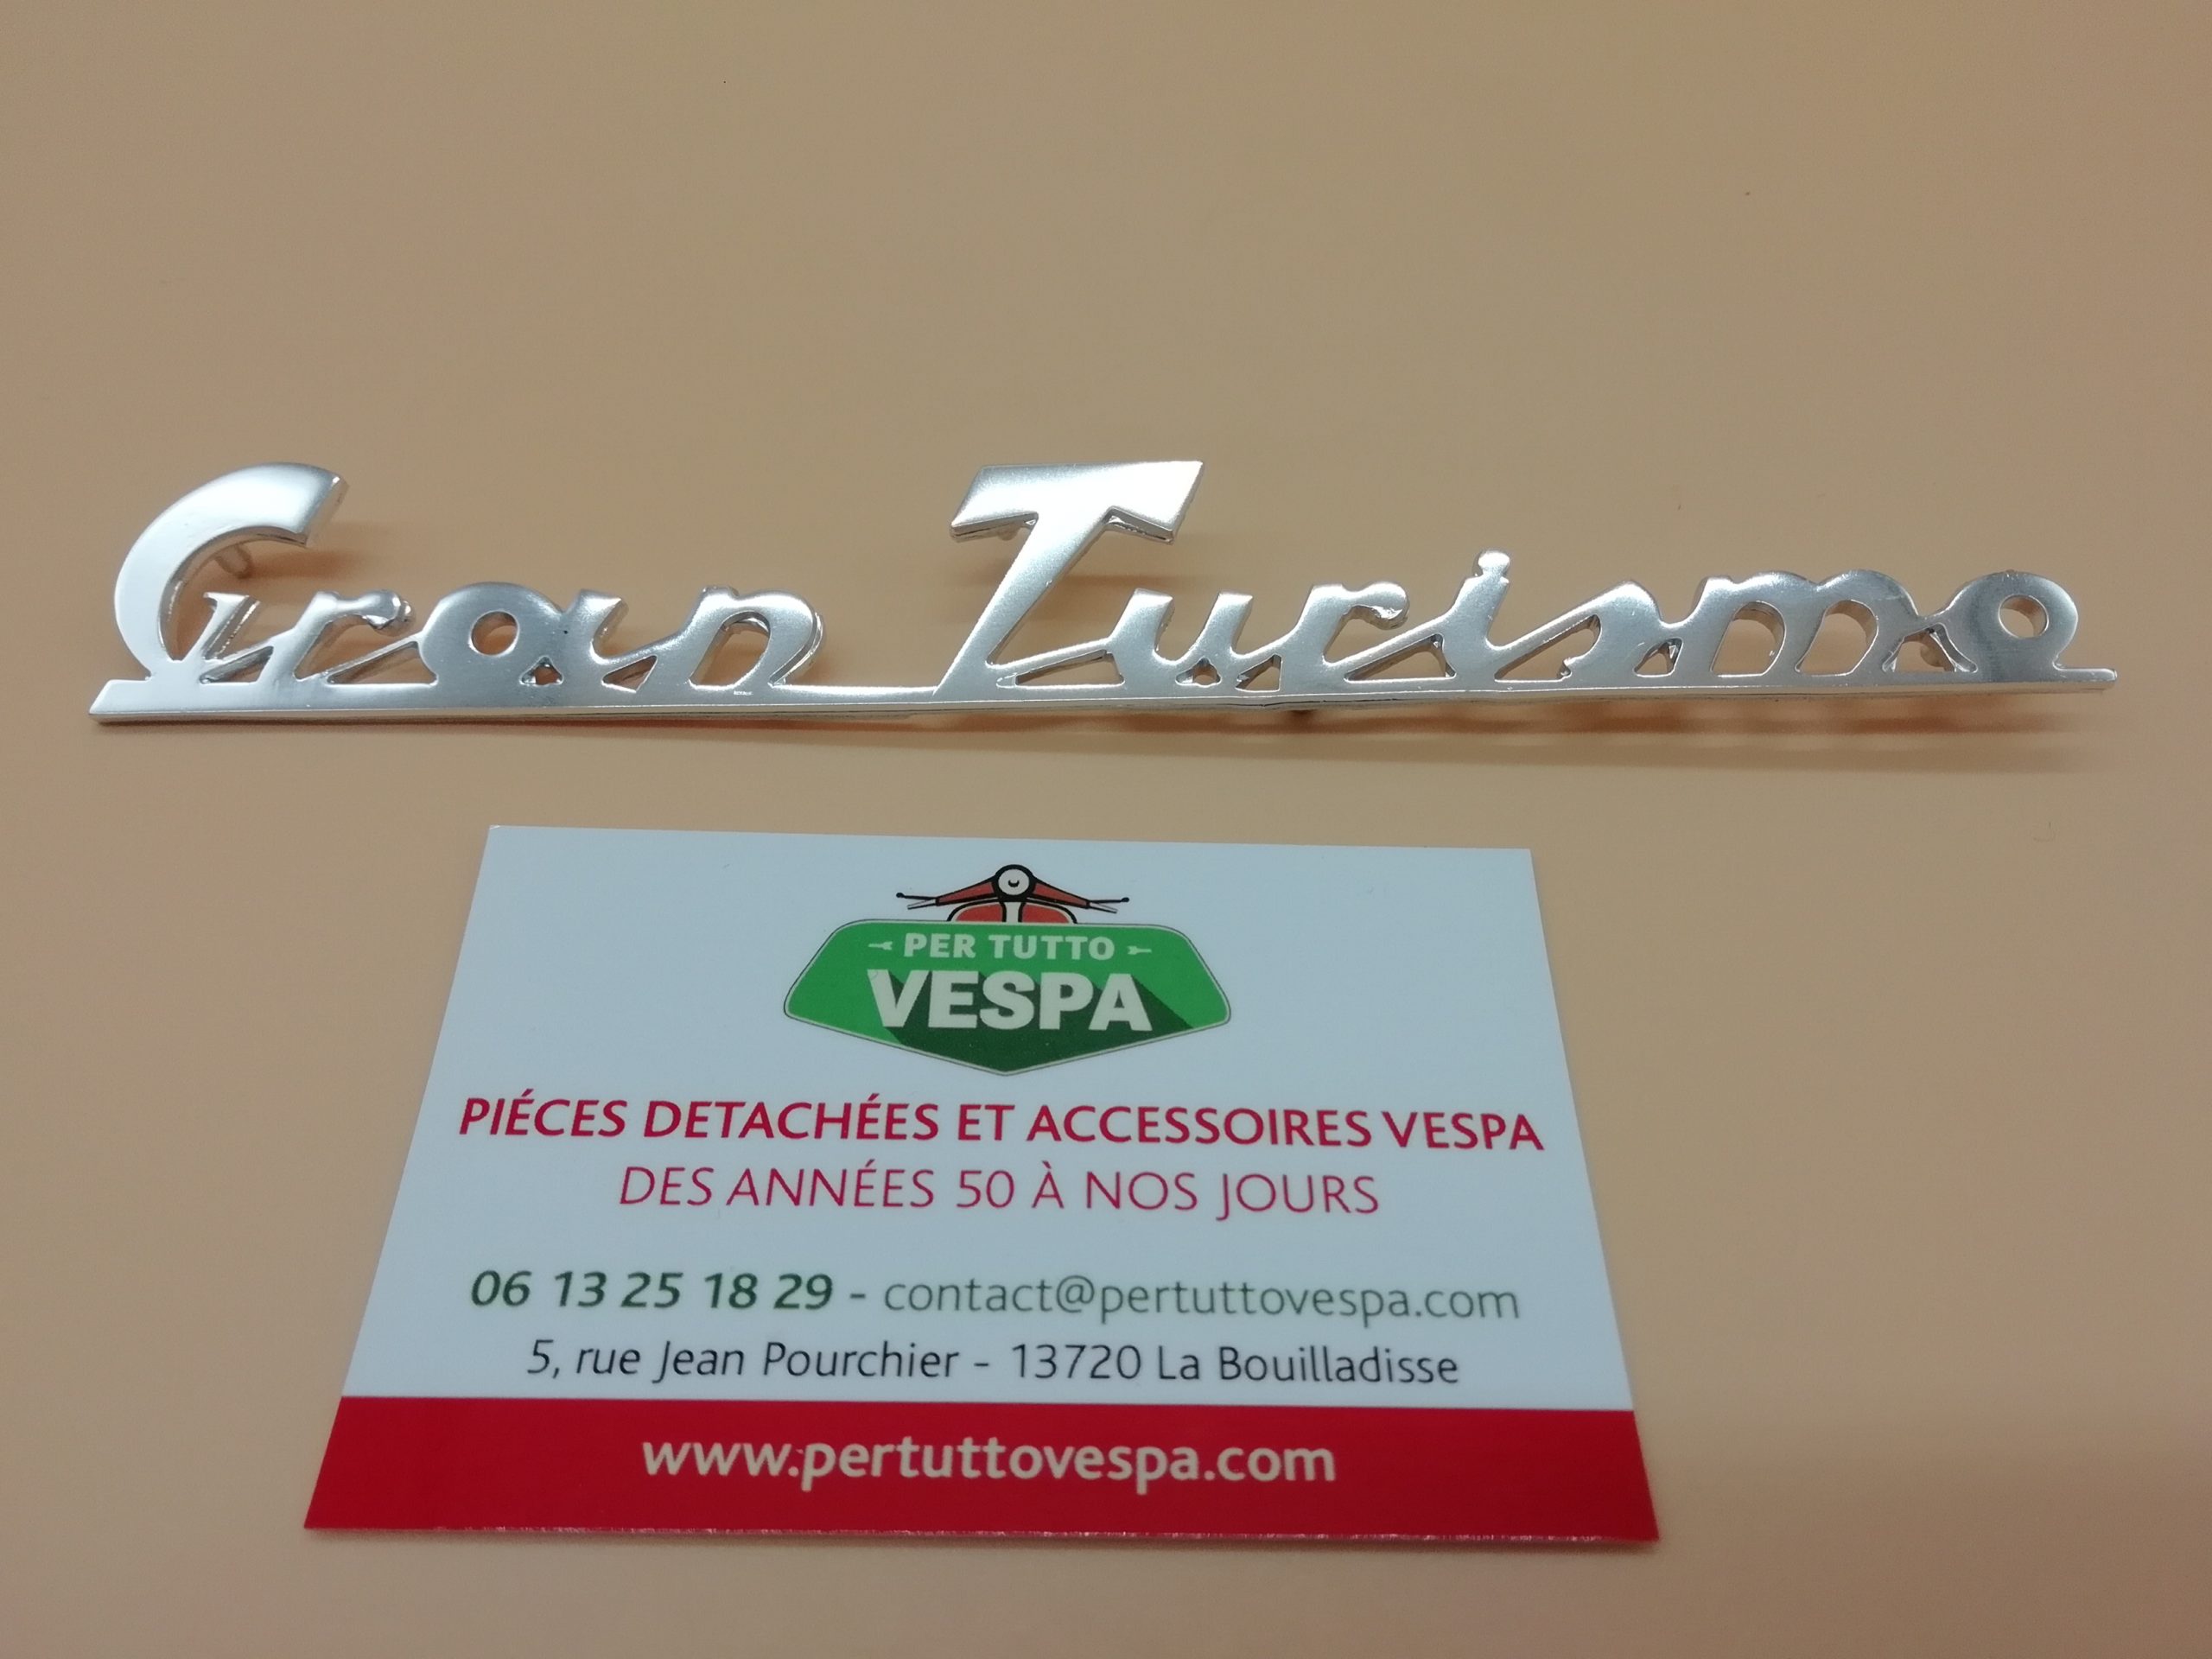 Gran Turismo
PER TUTTO
VESPA
PIÉCES DETACHÉES ET ACCESSOIRES VESPA
DES ANNÉES 50 À NOS JOURS
06 13 25 18 29 - contact@pertuttovespa.com
5, rue Jean Pourchier - 13720 La Bouilladisse
www.pertuttovespa.com